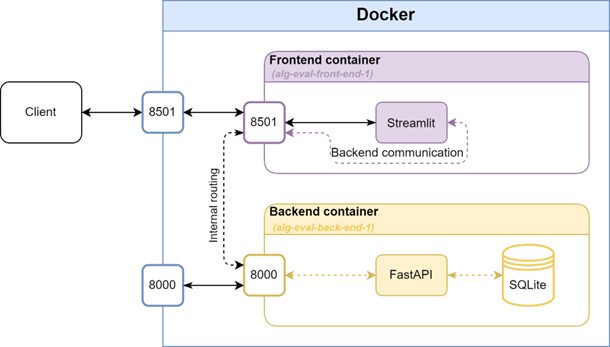 Docker
Frontend container
(alg-eval-front-end-1)
Client
8501
8501
Streamlit
Backend communication
Internal routing
Backend container
(alg-eval-back-end-1)
8000
8000
FastAPI
SQLite